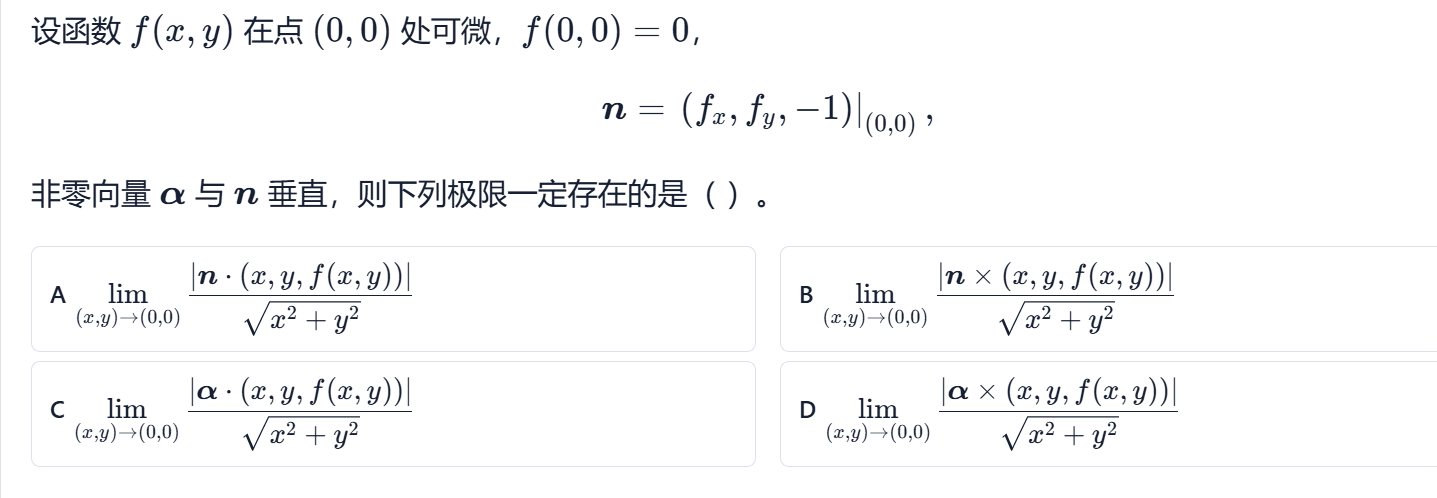 设函数 f(x, y) 在点 (0, 0) 处可微，f(0, 0) = 0，
n = (f_x, f_y, −1)|_(0,0) ,
非零向量 α 与 n 垂直，则下列极限一定存在的是（ ）。
A lim_{(x,y)→(0,0)} |n · (x, y, f(x, y))| / √(x² + y²)
B lim_{(x,y)→(0,0)} |n × (x, y, f(x, y))| / √(x² + y²)
C lim_{(x,y)→(0,0)} |α · (x, y, f(x, y))| / √(x² + y²)
D lim_{(x,y)→(0,0)} |α × (x, y, f(x, y))| / √(x² + y²)